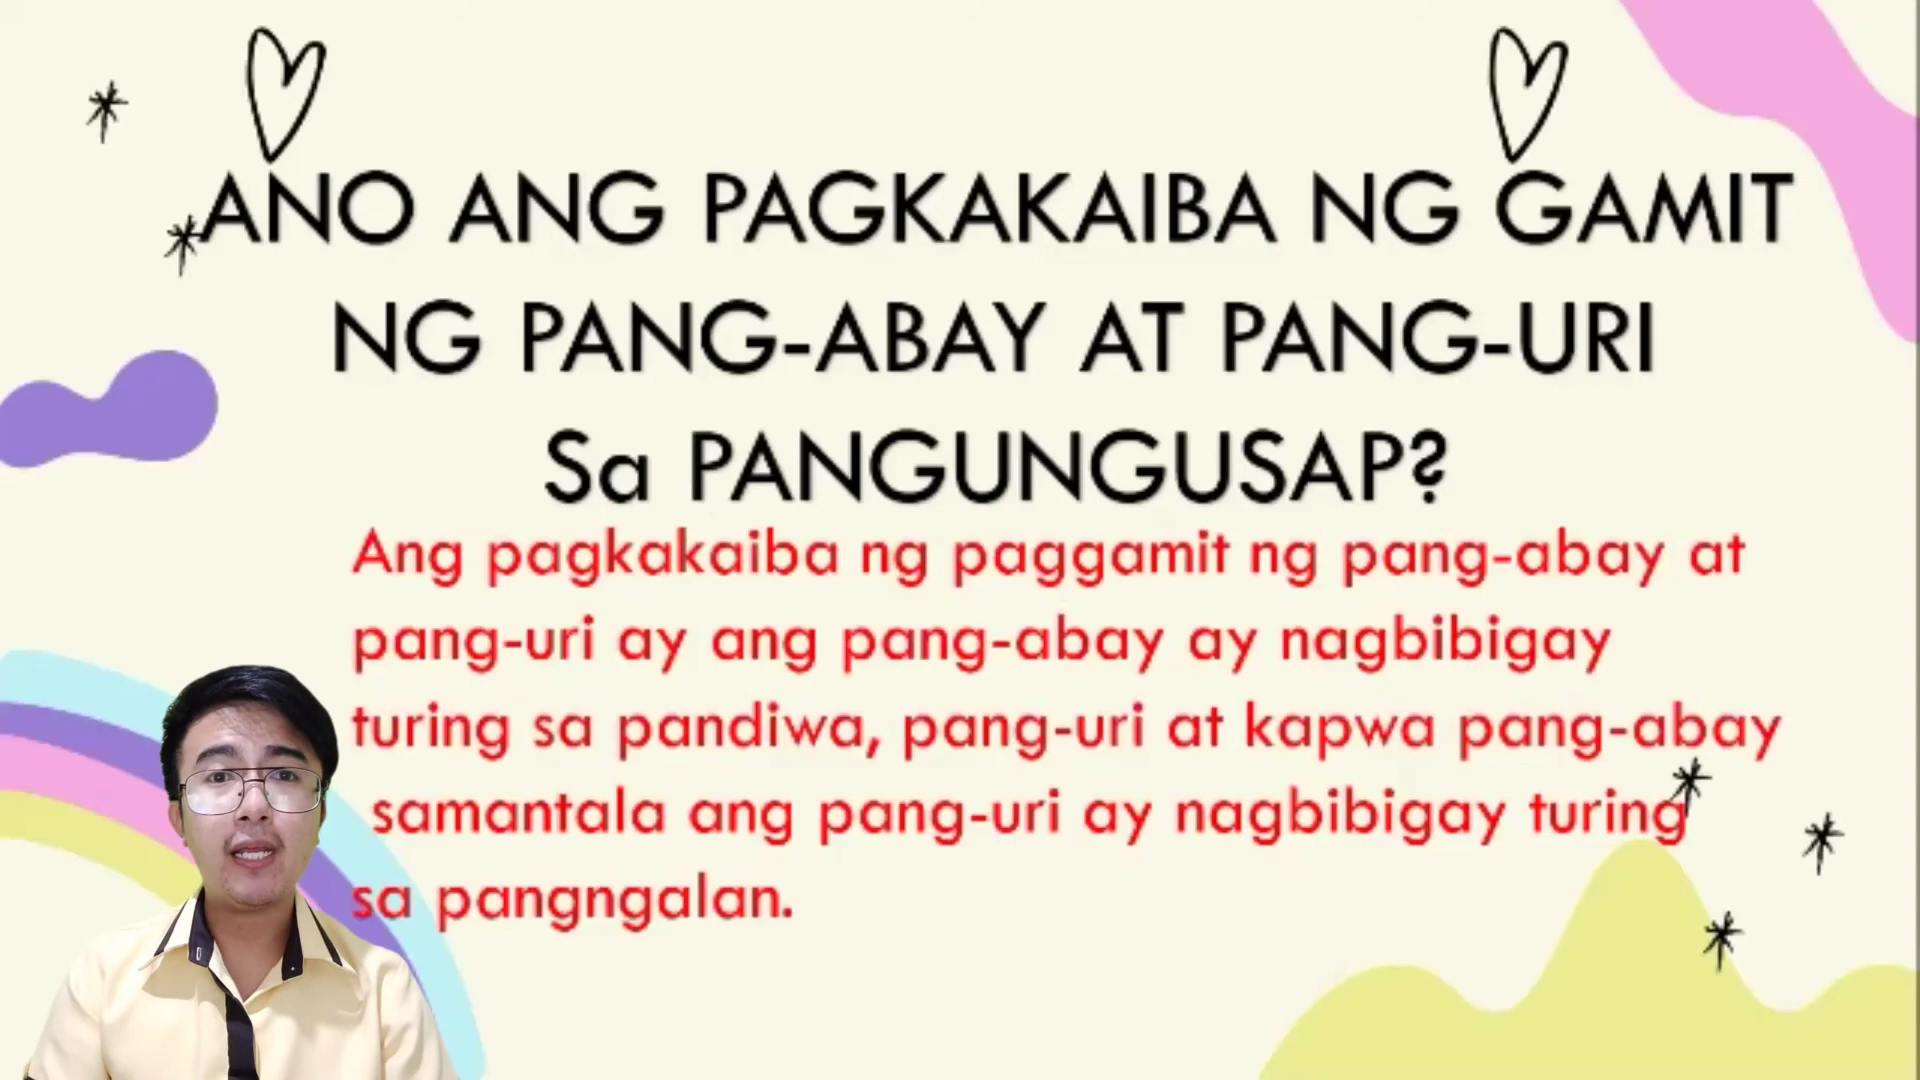 ANO ANG PAGKAKAIBA NG GAMIT
NG PANG-ABAY AT PANG-URI
Sa PANGUNGUSAP?
Ang pagkakaiba ng paggamit ng pang-abay at
pang-uri ay ang pang-abay ay nagbibigay
turing sa pandiwa, pang-uri at kapwa pang-abay
samantala ang pang-uri ay nagbibigay turing
sa pangngalan.